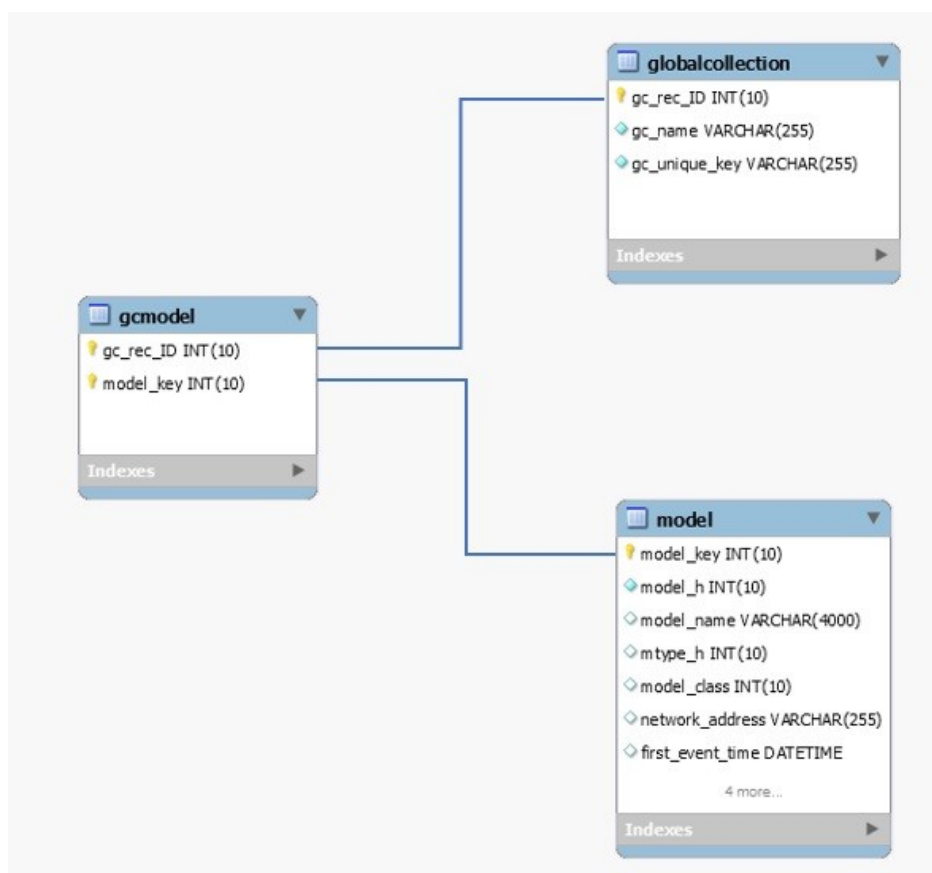 globalcollection
gc_rec_ID INT(10)
gc_name VARCHAR(255)
gc_unique_key VARCHAR(255)
Indexes
gcmodel
gc_rec_ID INT(10)
model_key INT(10)
Indexes
model
model_key INT(10)
model_h INT(10)
model_name VARCHAR(4000)
mtype_h INT(10)
model_class INT(10)
network_address VARCHAR(255)
first_event_time DATETIME
4 more...
Indexes